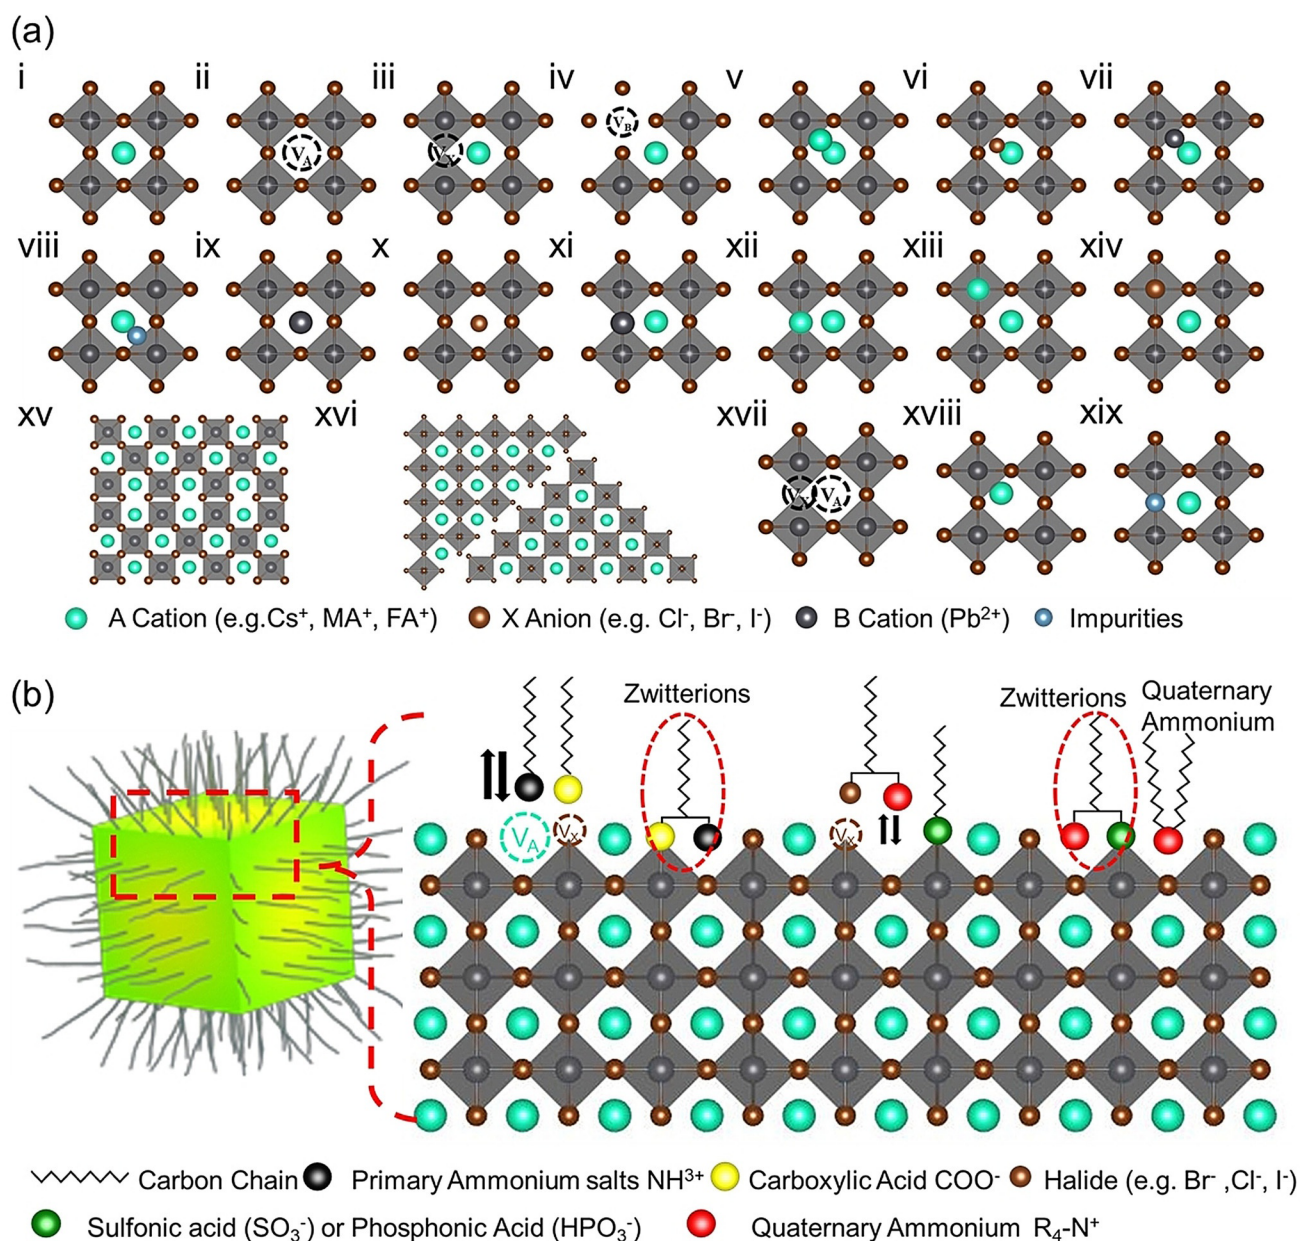 (a)
i ii iii iv v vi vii
V_A V_X V_B
viii ix x xi xii xiii xiv
xv xvi xvii xviii xix
V_X V_A
A Cation (e.g.Cs⁺, MA⁺, FA⁺) X Anion (e.g. Cl⁻, Br⁻, I⁻) B Cation (Pb²⁺) Impurities
(b)
Zwitterions
Zwitterions
Quaternary
Ammonium
V_A V_X V_X
Carbon Chain Primary Ammonium salts NH³⁺ Carboxylic Acid COO⁻ Halide (e.g. Br⁻ ,Cl⁻, I⁻)
Sulfonic acid (SO₃⁻) or Phosphonic Acid (HPO₃⁻) Quaternary Ammonium R₄-N⁺